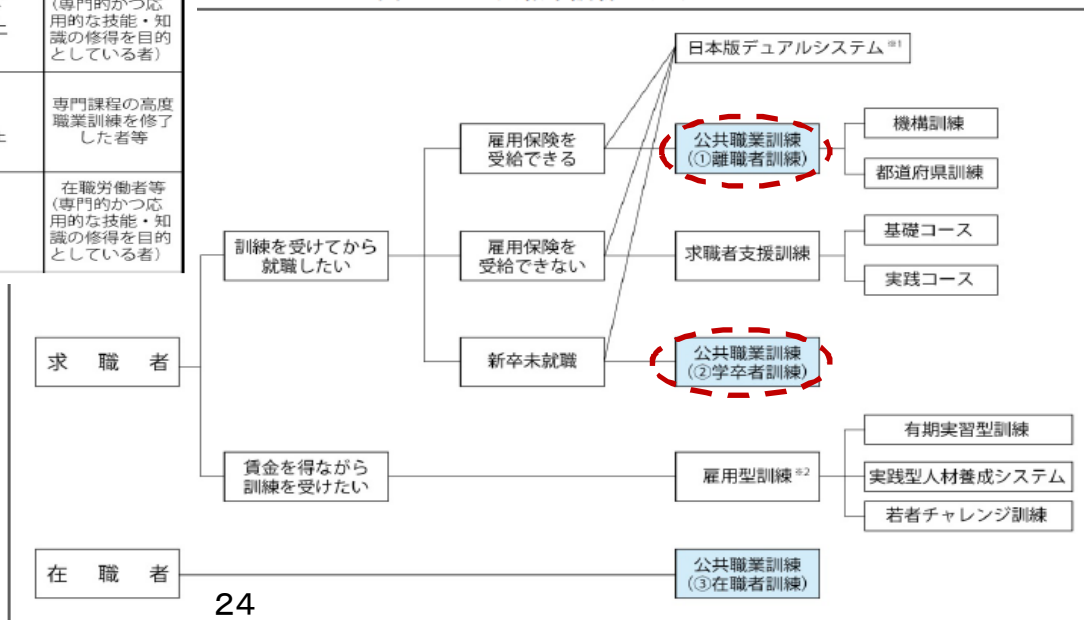 (専門的かつ応
用的な技能・知
識の修得を目的
としている者)
専門課程の高度
職業訓練を修了
した者等
在職労働者等
(専門的かつ応
用的な技能・知
識の修得を目的
としている者)
日本版デュアルシステム※1
雇用保険を
受給できる
公共職業訓練
(①離職者訓練)
機構訓練
都道府県訓練
訓練を受けてから
就職したい
雇用保険を
受給できない
求職者支援訓練
基礎コース
実践コース
求 職 者
新卒未就職
公共職業訓練
(②学卒者訓練)
賃金を得ながら
訓練を受けたい
雇用型訓練※2
有期実習型訓練
実践型人材養成システム
若者チャレンジ訓練
在 職 者
公共職業訓練
(③在職者訓練)
24